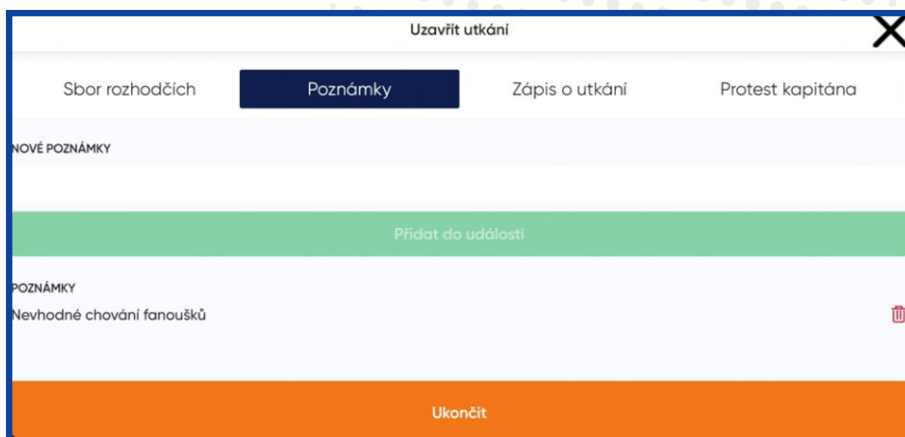 Uzavřít utkání
Sbor rozhodčích Poznámky Zápis o utkání Protest kapitána
NOVÉ POZNÁMKY
Přidat do události
POZNÁMKY
Nevhodné chování fanoušků
Ukončit